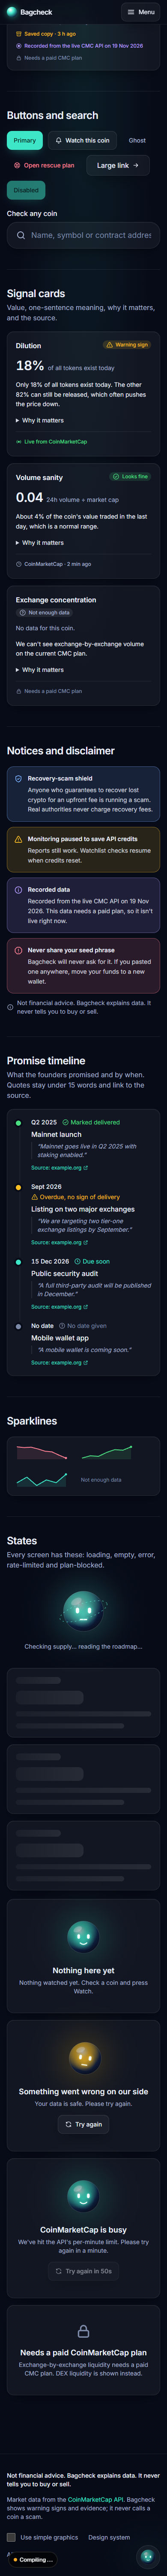 Bagcheck
Menu
Saved copy · 3 h ago
Recorded from the live CMC API on 19 Nov 2026
Needs a paid CMC plan
Buttons and search
Primary
Watch this coin
Ghost
Open rescue plan
Large link →
Disabled
Check any coin
Name, symbol or contract address
Signal cards
Value, one-sentence meaning, why it matters,
and the source.
Dilution
Warning sign
18% of all tokens exist today
Only 18% of all tokens exist today. The other
82% can still be released, which often pushes
the price down.
Why it matters
Live from CoinMarketCap
Volume sanity
Looks fine
0.04 24h volume ÷ market cap
About 4% of the coin's value traded in the last
day, which is a normal range.
Why it matters
CoinMarketCap · 2 min ago
Exchange concentration
Not enough data
No data for this coin.
We can't see exchange-by-exchange volume
on the current CMC plan.
Why it matters
Needs a paid CMC plan
Notices and disclaimer
Recovery-scam shield
Anyone who guarantees to recover lost
crypto for an upfront fee is running a scam.
Real authorities never charge recovery fees.
Monitoring paused to save API credits
Reports still work. Watchlist checks resume
when credits reset.
Recorded data
Recorded from the live CMC API on 19 Nov
2026. This data needs a paid plan, so it isn't
live right now.
Never share your seed phrase
Bagcheck will never ask for it. If you pasted
one anywhere, move your funds to a new
wallet.
Not financial advice. Bagcheck explains data. It
never tells you to buy or sell.
Promise timeline
What the founders promised and by when.
Quotes stay under 15 words and link to the
source.
Q2 2025 Marked delivered
Mainnet launch
“Mainnet goes live in Q2 2025 with
staking enabled.”
Source: example.org
Sept 2026
Overdue, no sign of delivery
Listing on two major exchanges
“We are targeting two tier-one
exchange listings by September.”
Source: example.org
15 Dec 2026 Due soon
Public security audit
“A full third-party audit will be published
in December.”
Source: example.org
No date No date given
Mobile wallet app
“A mobile wallet is coming soon.”
Source: example.org
Sparklines
Not enough data
States
Every screen has these: loading, empty, error,
rate-limited and plan-blocked.
Checking supply... reading the roadmap...
Nothing here yet
Nothing watched yet. Check a coin and press
Watch.
Something went wrong on our side
Your data is safe. Please try again.
Try again
CoinMarketCap is busy
We've hit the API's per-minute limit. Please try
again in a minute.
Try again in 50s
Needs a paid CoinMarketCap plan
Exchange-by-exchange liquidity needs a paid
CMC plan. DEX liquidity is shown instead.
Not financial advice. Bagcheck explains data. It never
tells you to buy or sell.
Market data from the CoinMarketCap API. Bagcheck
shows warning signs and evidence; it never calls a
coin a scam.
Use simple graphics
Design system
Compiling ...